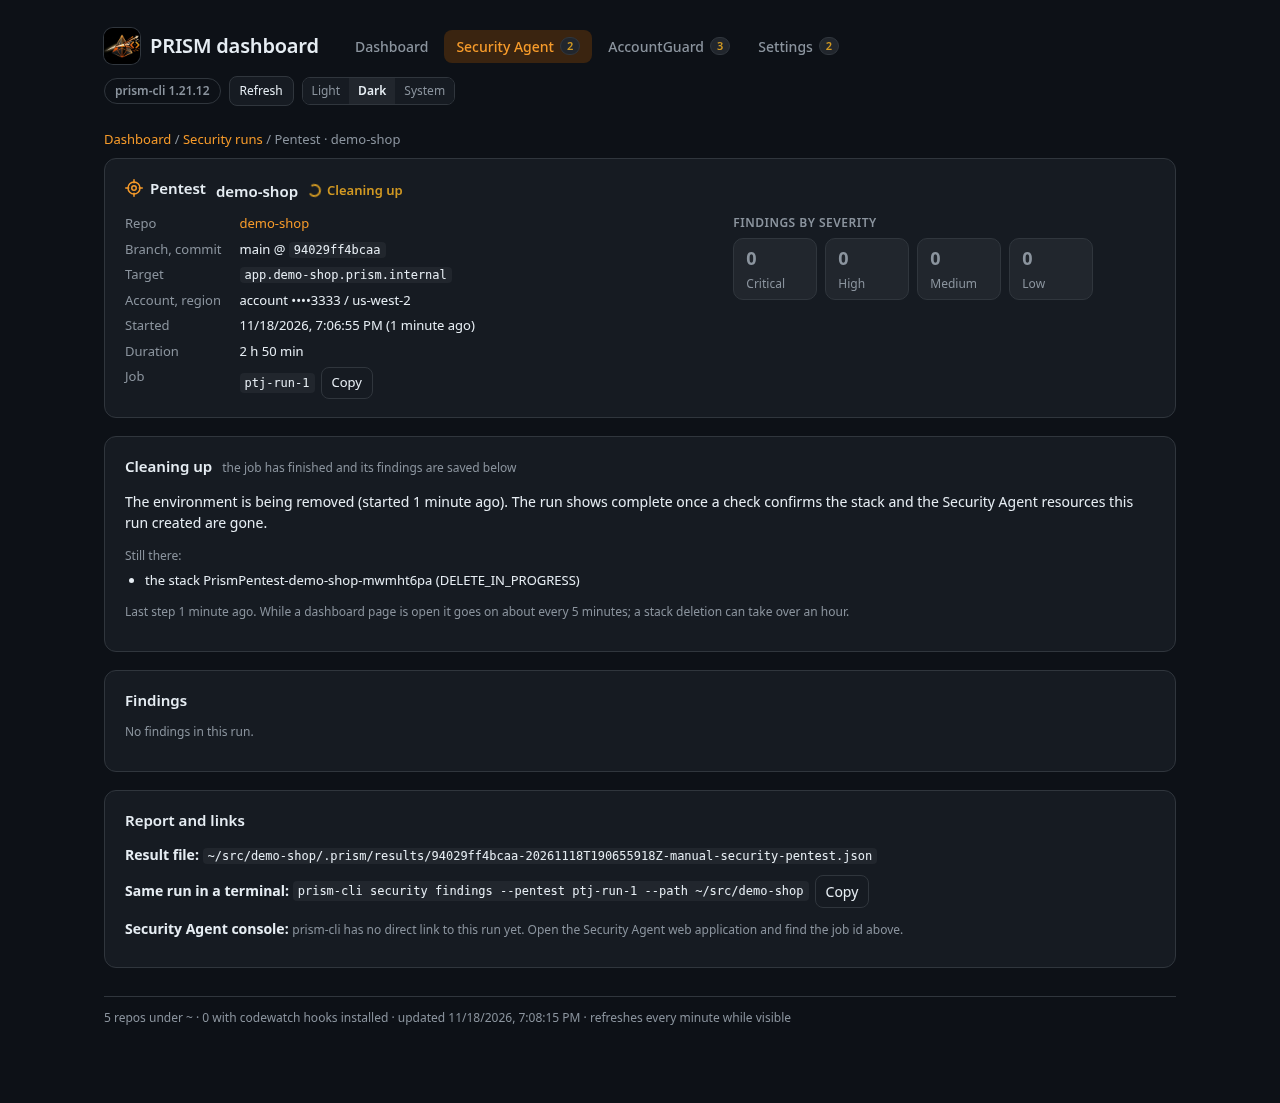 PRISM dashboard
Dashboard
Security Agent 2
AccountGuard 3
Settings 2
prism-cli 1.21.12
Refresh
Light
Dark
System
Dashboard / Security runs / Pentest · demo-shop
Pentest demo-shop Cleaning up
Repo demo-shop
Branch, commit main @ 94029ff4bcaa
Target app.demo-shop.prism.internal
Account, region account ••••3333 / us-west-2
Started 11/18/2026, 7:06:55 PM (1 minute ago)
Duration 2 h 50 min
Job ptj-run-1 Copy
FINDINGS BY SEVERITY
0 Critical
0 High
0 Medium
0 Low
Cleaning up the job has finished and its findings are saved below
The environment is being removed (started 1 minute ago). The run shows complete once a check confirms the stack and the Security Agent resources this
run created are gone.
Still there:
• the stack PrismPentest-demo-shop-mwmht6pa (DELETE_IN_PROGRESS)
Last step 1 minute ago. While a dashboard page is open it goes on about every 5 minutes; a stack deletion can take over an hour.
Findings
No findings in this run.
Report and links
Result file: ~/src/demo-shop/.prism/results/94029ff4bcaa-20261118T190655918Z-manual-security-pentest.json
Same run in a terminal: prism-cli security findings --pentest ptj-run-1 --path ~/src/demo-shop Copy
Security Agent console: prism-cli has no direct link to this run yet. Open the Security Agent web application and find the job id above.
5 repos under ~ · 0 with codewatch hooks installed · updated 11/18/2026, 7:08:15 PM · refreshes every minute while visible